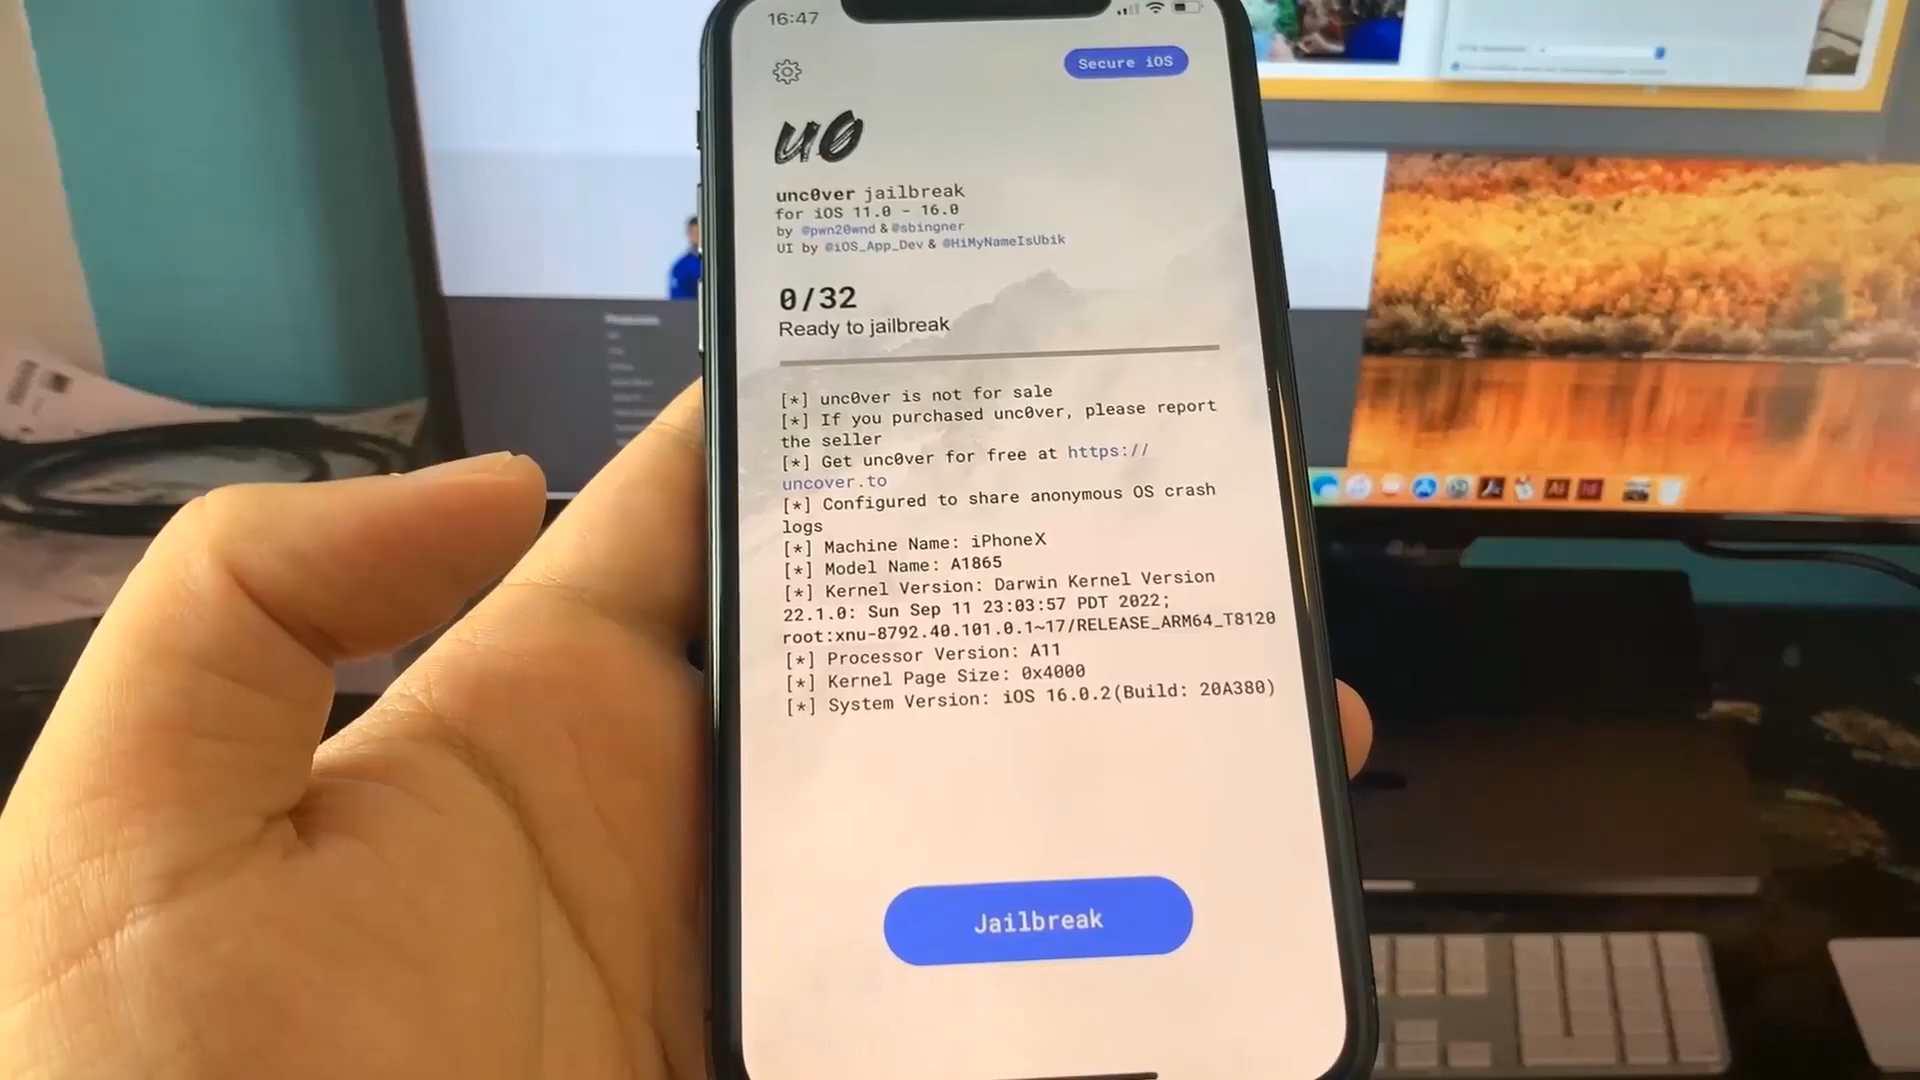 16:47
Secure iOS
u0
unc0ver jailbreak
for iOS 11.0 - 16.0
by @pwn20wnd & @sbingner
UI by @iOS_App_Dev & @HiMyNameIsUbik
0/32
Ready to jailbreak
[*] unc0ver is not for sale
[*] If you purchased unc0ver, please report
the seller
[*] Get unc0ver for free at https://
uncover.to
[*] Configured to share anonymous OS crash
logs
[*] Machine Name: iPhoneX
[*] Model Name: A1865
[*] Kernel Version: Darwin Kernel Version
22.1.0: Sun Sep 11 23:03:57 PDT 2022;
root:xnu-8792.40.101.0.1~17/RELEASE_ARM64_T8120
[*] Processor Version: A11
[*] Kernel Page Size: 0x4000
[*] System Version: iOS 16.0.2(Build: 20A380)
Jailbreak
Ai